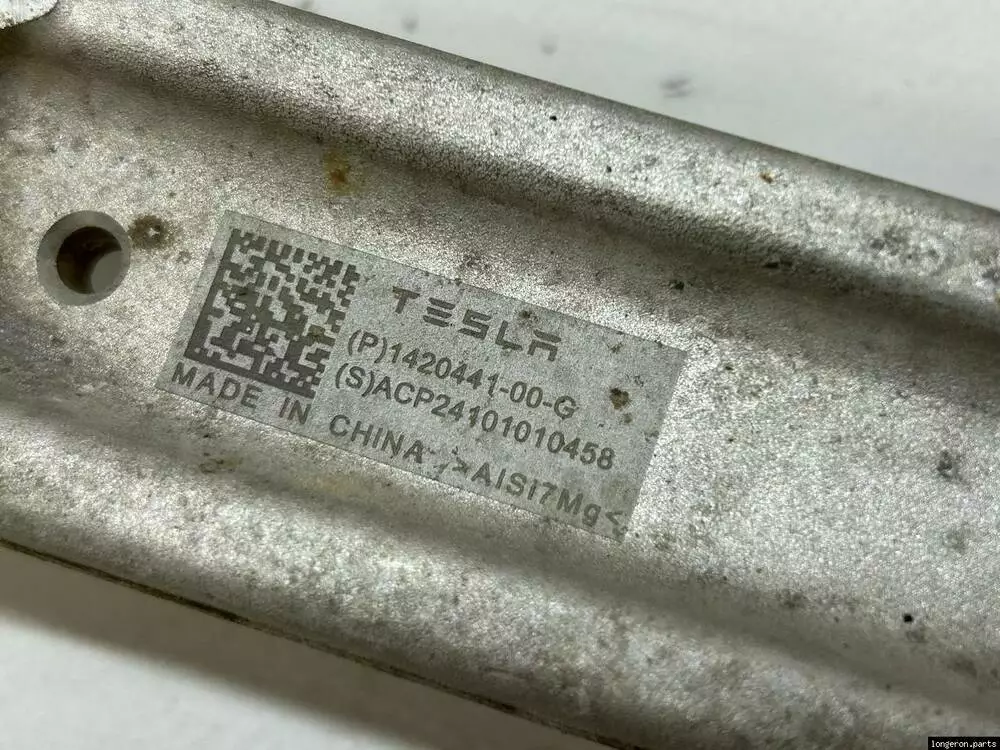 TESLA
(P)1420441-00-G
(S)ACP24101010458
MADE IN CHINA >AlSi7Mg<
longeron.parts